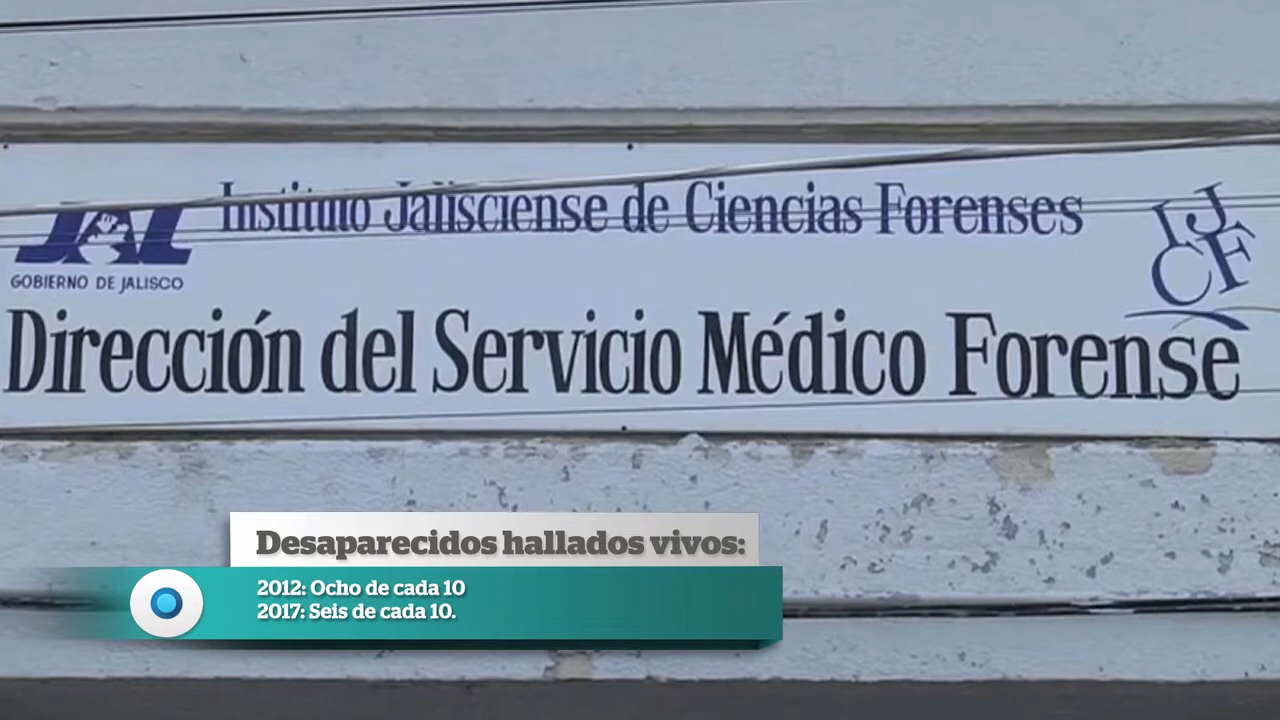 Instituto Jalisciense de Ciencias Forenses
JAL
GOBIERNO DE JALISCO
IJCF
Dirección del Servicio Médico Forense
Desaparecidos hallados vivos:
2012: Ocho de cada 10
2017: Seis de cada 10.